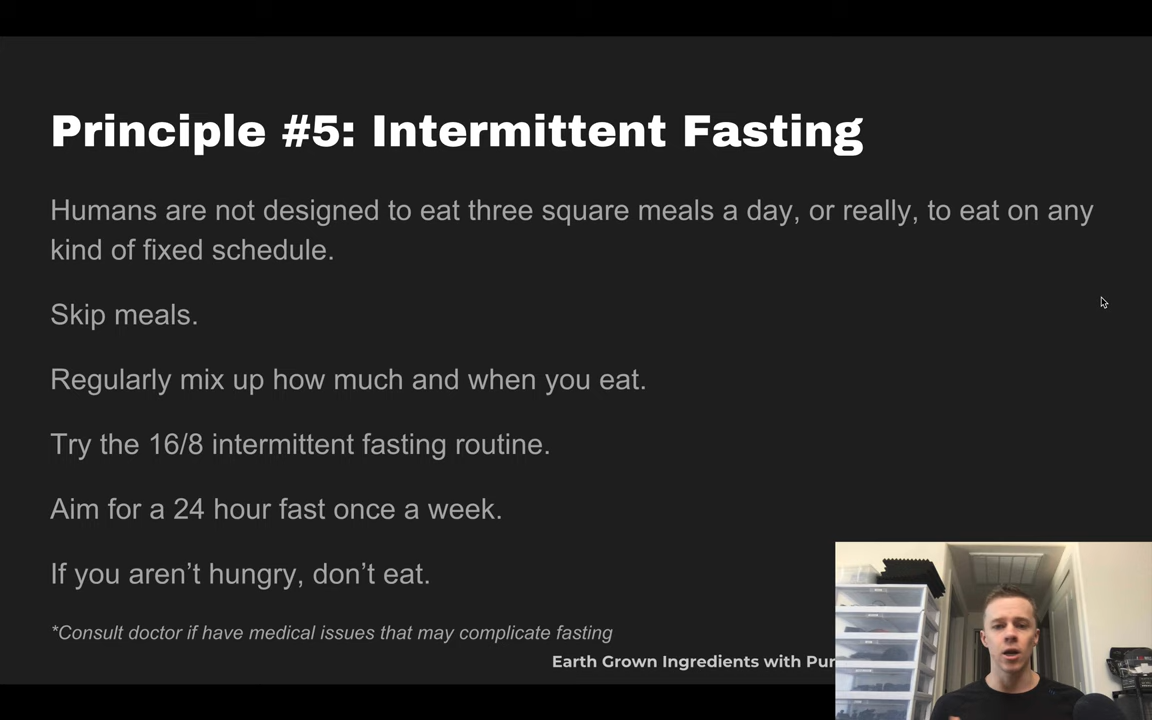 Principle #5: Intermittent Fasting
Humans are not designed to eat three square meals a day, or really, to eat on any
kind of fixed schedule.
Skip meals.
Regularly mix up how much and when you eat.
Try the 16/8 intermittent fasting routine.
Aim for a 24 hour fast once a week.
If you aren’t hungry, don’t eat.
*Consult doctor if have medical issues that may complicate fasting
Earth Grown Ingredients with